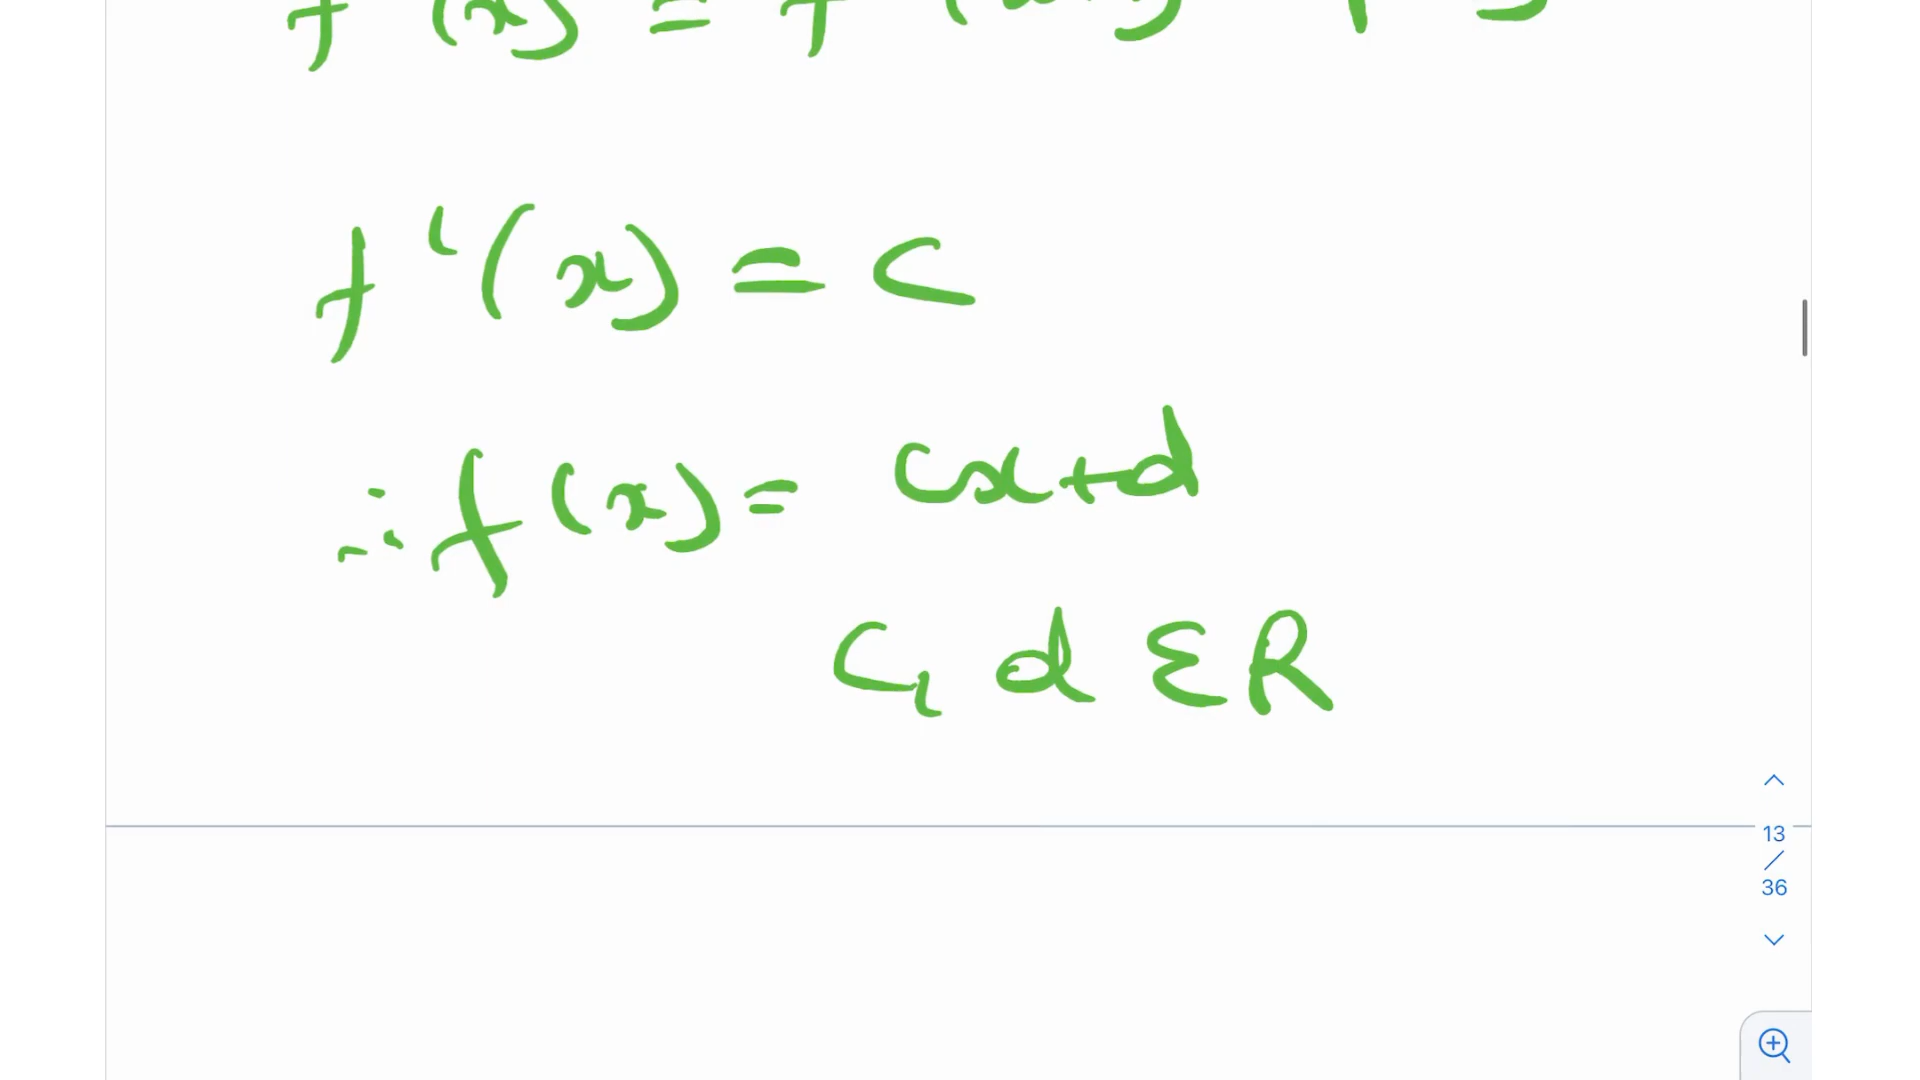 f'(x) = c
∴ f(x) = cx+d
c, d ∈ R
13
/
36